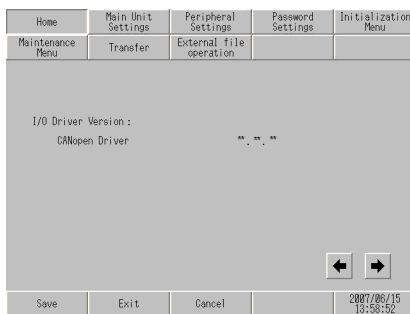 Home
Main Unit Settings
Peripheral Settings
Password Settings
Initialization Menu
Maintenance Menu
Transfer
External file operation
I/O Driver Version :
CANopen Driver **. **. **
Save
Exit
Cancel
2007/06/15
13:58:52